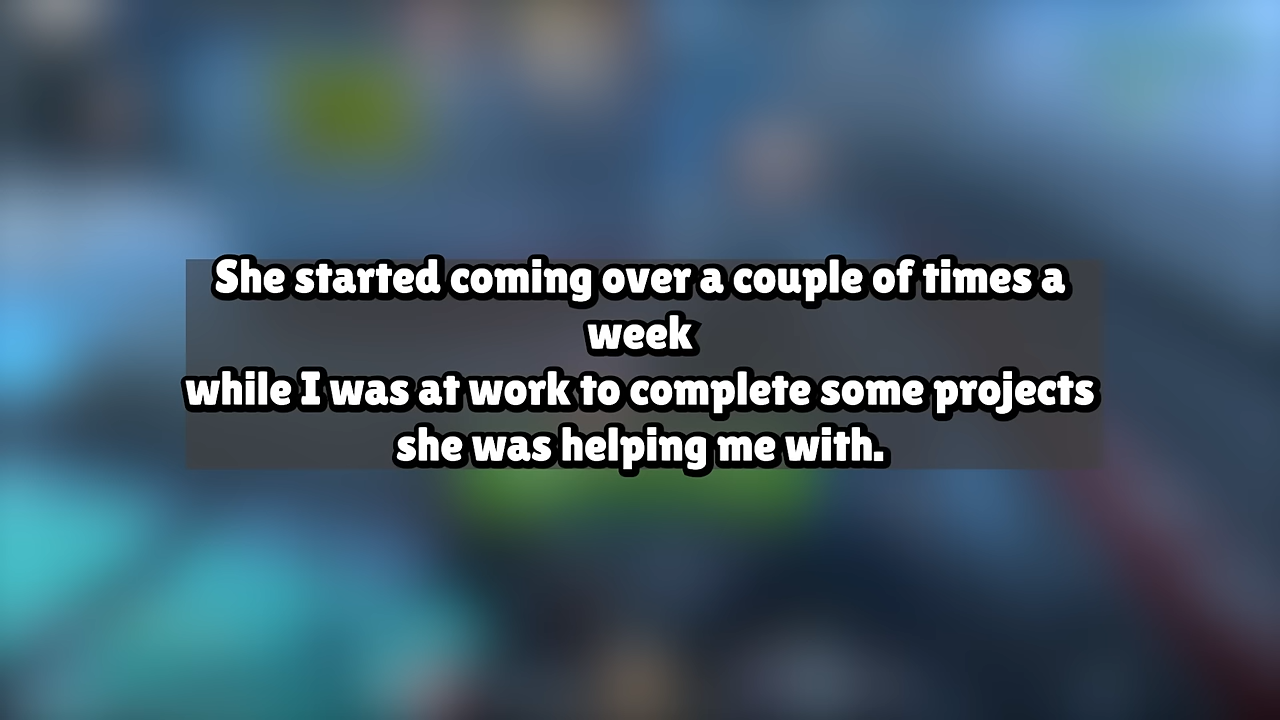 She started coming over a couple of times a
week
while I was at work to complete some projects
she was helping me with.